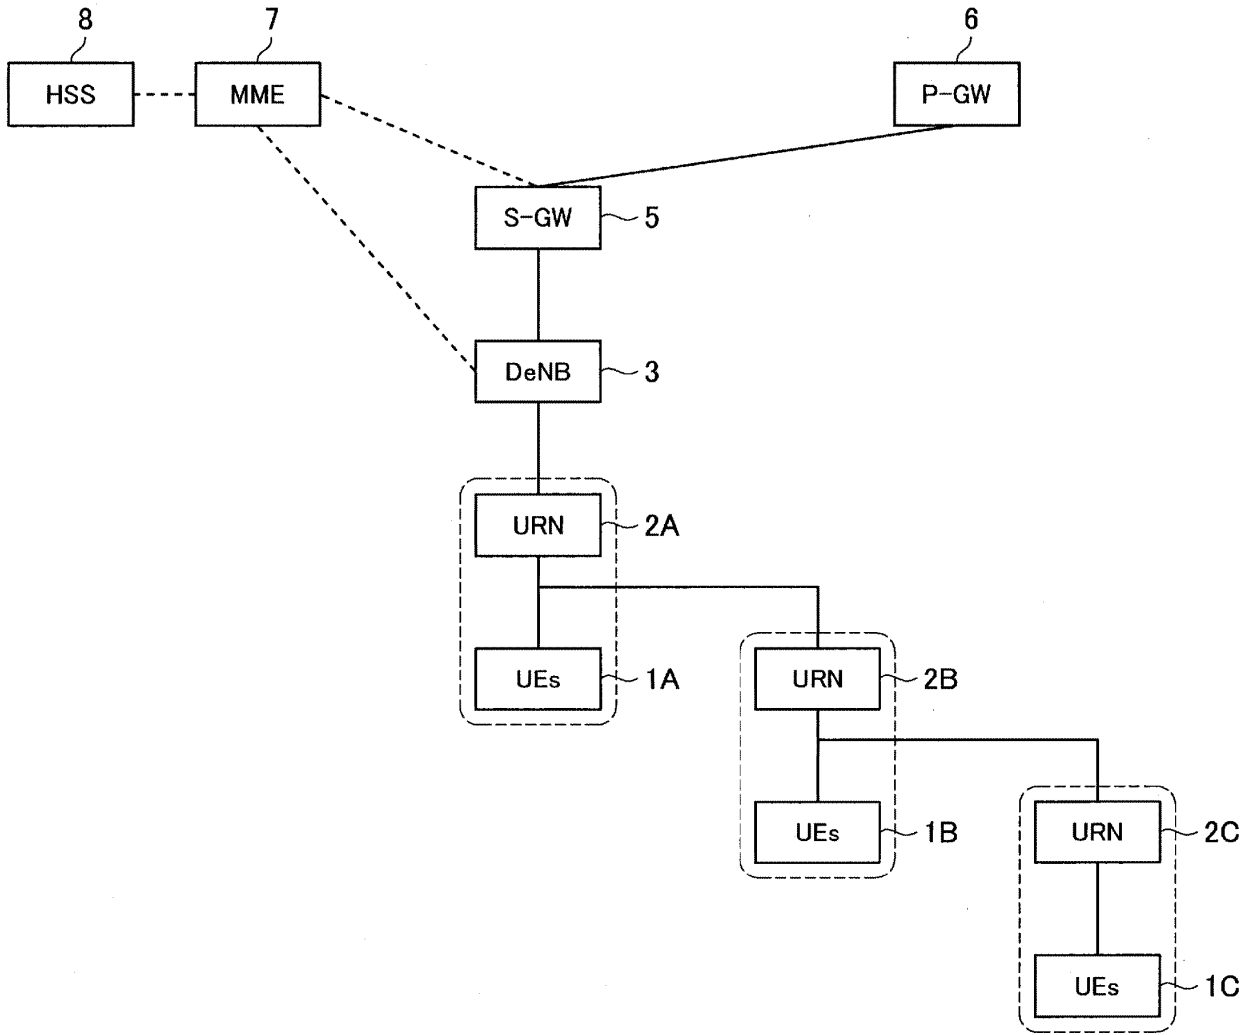 8 7 6
HSS MME P-GW
S-GW 5
DeNB 3
URN 2A
UEs 1A URN 2B
UEs 1B URN 2C
UEs 1C